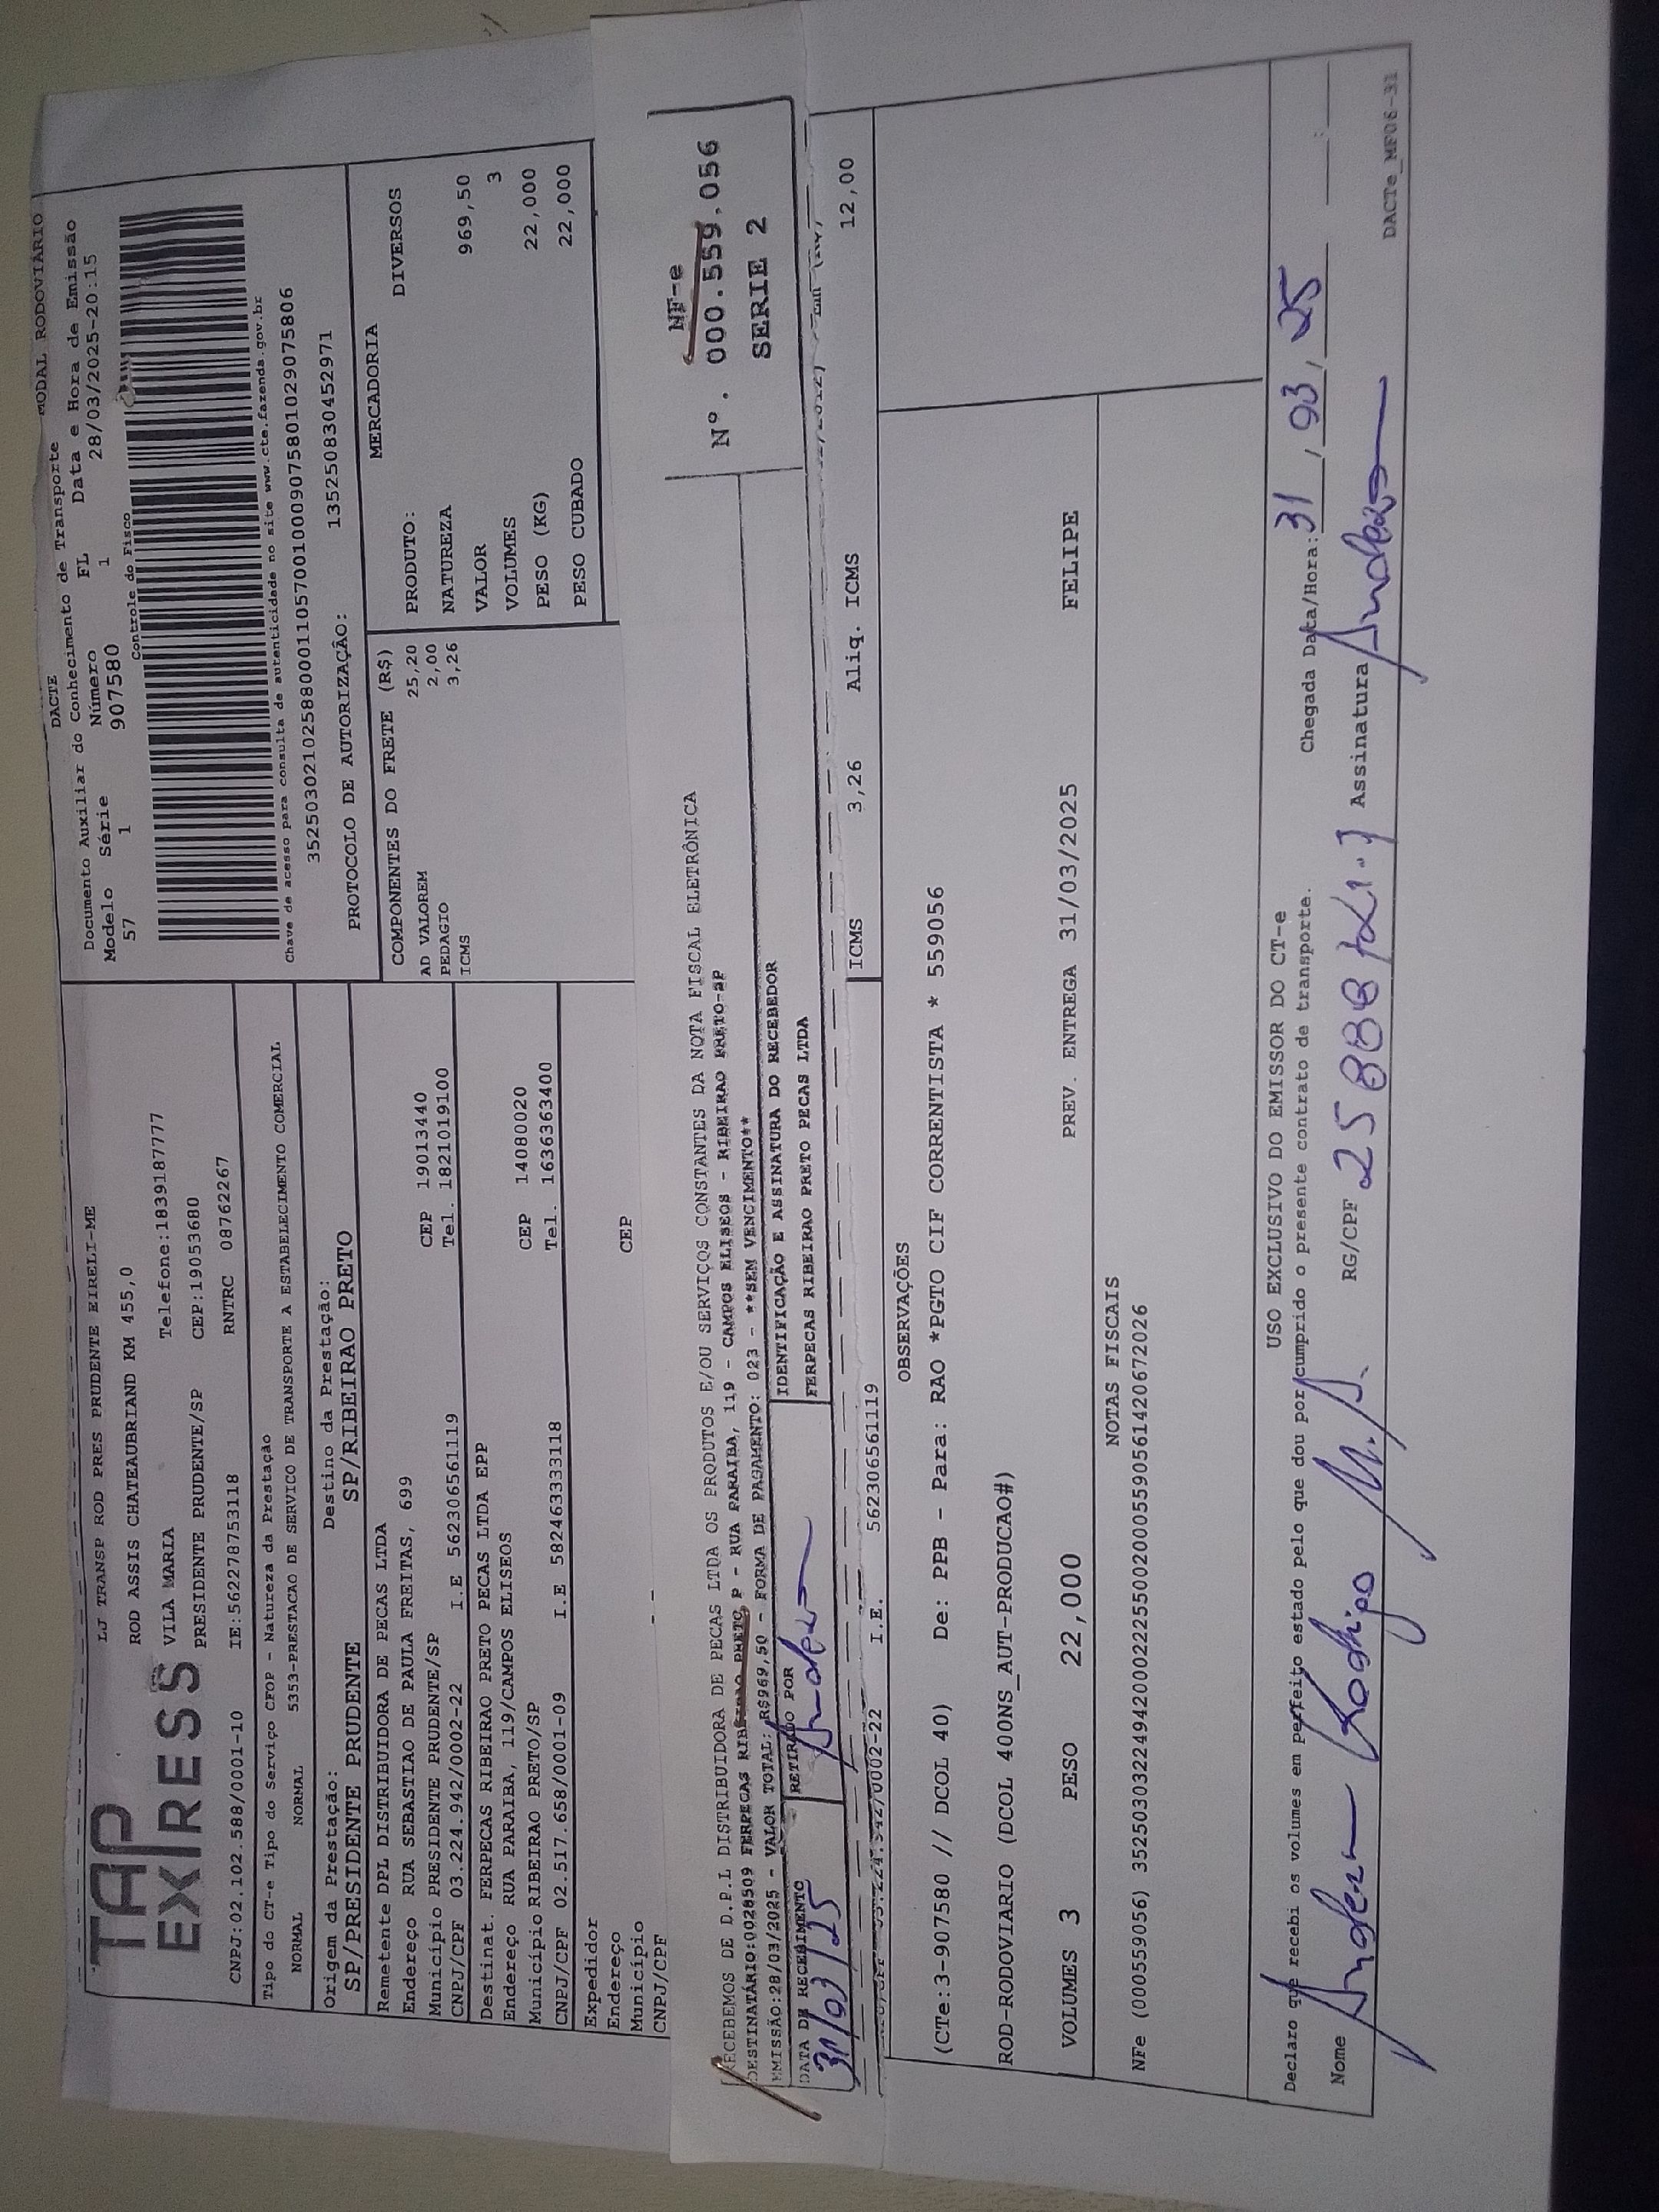 DACTE
MODAL RODOVIÁRIO
TAP
EXPRESS
LJ TRANSP ROD PRES PRUDENTE EIRELI-ME
ROD ASSIS CHATEAUBRIAND KM 455,0
VILA MARIA Telefone:1839187777
PRESIDENTE PRUDENTE/SP CEP:19053680
CNPJ:02.102.588/0001-10 IE:562278753118 RNTRC 08762267
Documento Auxiliar do Conhecimento de Transporte
Modelo Série Número FL Data e Hora de Emissão
57 1 907580 1 28/03/2025-20:15
Controle do Fisco
Chave de acesso para consulta de autenticidade no site www.cte.fazenda.gov.br
35250302102588000110570010009075801029075806
PROTOCOLO DE AUTORIZAÇÃO: 135250830452971
Tipo do CT-e Tipo do Serviço CFOP - Natureza da Prestação
NORMAL NORMAL 5353-PRESTACAO DE SERVICO DE TRANSPORTE A ESTABELECIMENTO COMERCIAL
Origem da Prestação: Destino da Prestação:
SP/PRESIDENTE PRUDENTE SP/RIBEIRAO PRETO
Remetente DPL DISTRIBUIDORA DE PECAS LTDA
Endereço RUA SEBASTIAO DE PAULA FREITAS, 699
Município PRESIDENTE PRUDENTE/SP CEP 19013440
CNPJ/CPF 03.224.942/0002-22 I.E 562306561119 Tel. 1821019100
Destinat. FERPECAS RIBEIRAO PRETO PECAS LTDA EPP
Endereço RUA PARAIBA, 119/CAMPOS ELISEOS
Município RIBEIRAO PRETO/SP CEP 14080020
CNPJ/CPF 02.517.658/0001-09 I.E 582463333118 Tel. 1636363400
Expedidor
Endereço
Município CEP
CNPJ/CPF
COMPONENTES DO FRETE (R$)
AD VALOREM 25,20
PEDAGIO 2,00
ICMS 3,26
MERCADORIA
PRODUTO: DIVERSOS
NATUREZA
VALOR 969,50
VOLUMES 3
PESO (KG) 22,000
PESO CUBADO 22,000
RECEBEMOS DE D.P.L DISTRIBUIDORA DE PECAS LTDA OS PRODUTOS E/OU SERVIÇOS CONSTANTES DA NOTA FISCAL ELETRÔNICA
DESTINATÁRIO:0028509 FERPECAS RIBEIRAO PRETO P - RUA PARAIBA, 119 - CAMPOS ELISEOS - RIBEIRAO PRETO-SP
EMISSÃO:28/03/2025 - VALOR TOTAL: R$969,50 - FORMA DE PAGAMENTO: 023 - **SEM VENCIMENTO**
DATA DE RECEBIMENTO RETIRADO POR IDENTIFICAÇÃO E ASSINATURA DO RECEBEDOR
31/03/25 FERPECAS RIBEIRAO PRETO PECAS LTDA
NF-e
Nº. 000.559.056
SERIE 2
I.E. 562306561119 ICMS 3,26 Aliq. ICMS 12,00
OBSERVAÇÕES
(CTe:3-907580 // DCOL 40) De: PPB - Para: RAO *PGTO CIF CORRENTISTA * 559056
ROD-RODOVIARIO (DCOL 400NS_AUT-PRODUCAO#)
VOLUMES 3 PESO 22,000 PREV. ENTREGA 31/03/2025 FELIPE
NOTAS FISCAIS
NFe (000559056) 35250303224942000222550020005590561420672026
USO EXCLUSIVO DO EMISSOR DO CT-e
Declaro que recebi os volumes em perfeito estado pelo que dou por cumprido o presente contrato de transporte. Chegada Data/Hora: 31/03/25
Nome Anderson Rodrigo RG/CPF Assinatura
DACTe_MF06-31